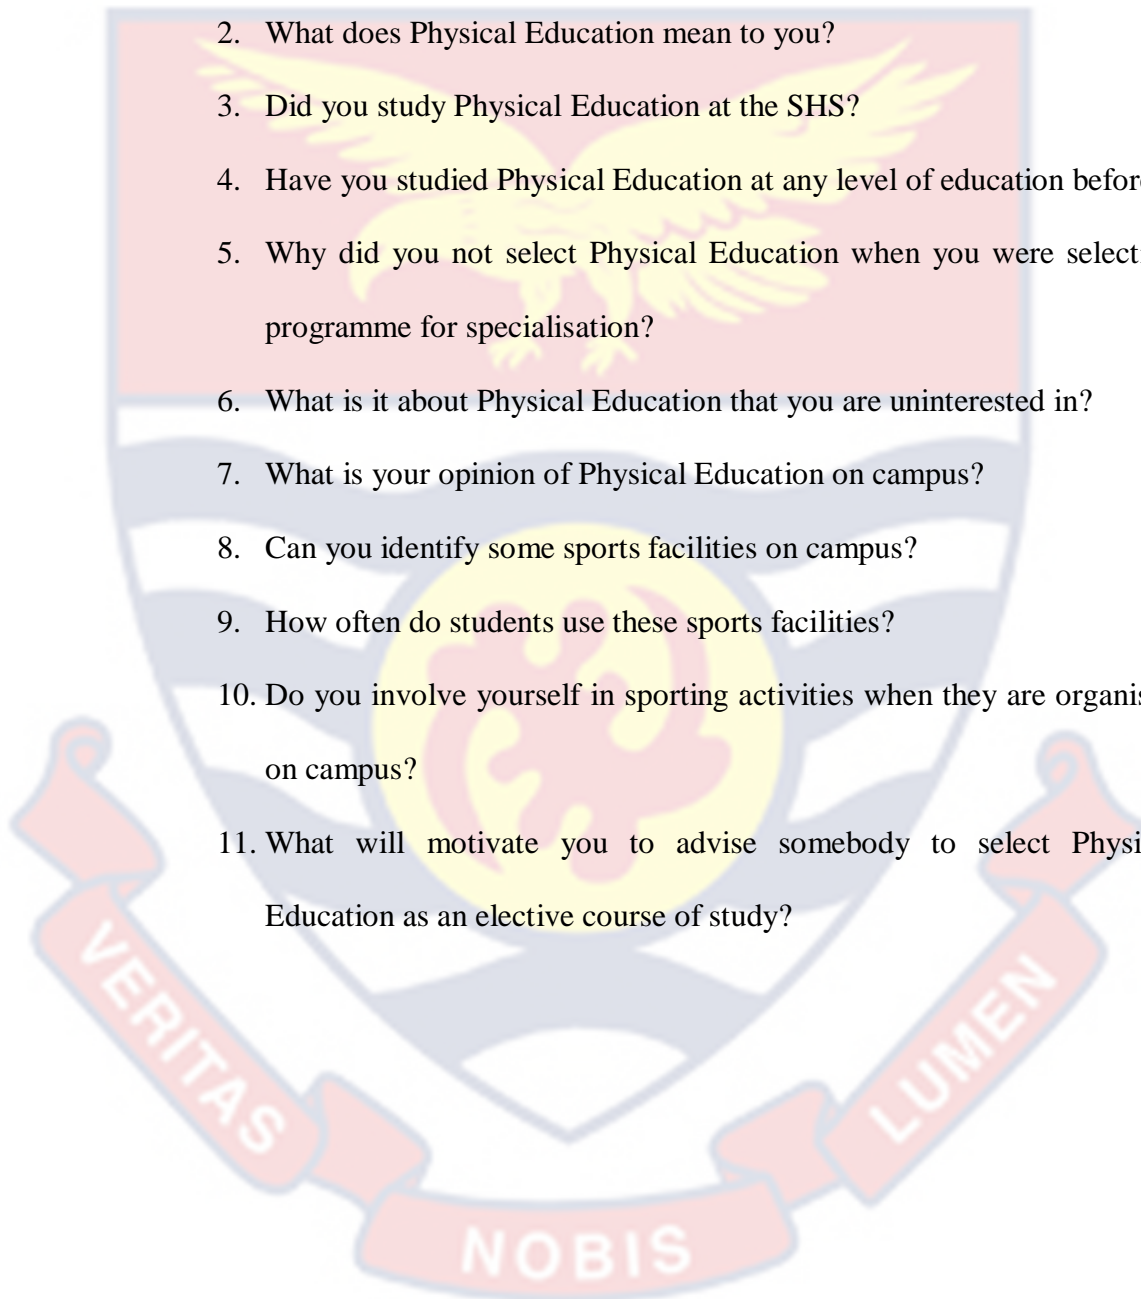 2. What does Physical Education mean to you?
3. Did you study Physical Education at the SHS?
4. Have you studied Physical Education at any level of education befor
5. Why did you not select Physical Education when you were select
programme for specialisation?
6. What is it about Physical Education that you are uninterested in?
7. What is your opinion of Physical Education on campus?
8. Can you identify some sports facilities on campus?
9. How often do students use these sports facilities?
10. Do you involve yourself in sporting activities when they are organis
on campus?
11. What will motivate you to advise somebody to select Physi
Education as an elective course of study?
VERITAS
NOBIS
LUMEN